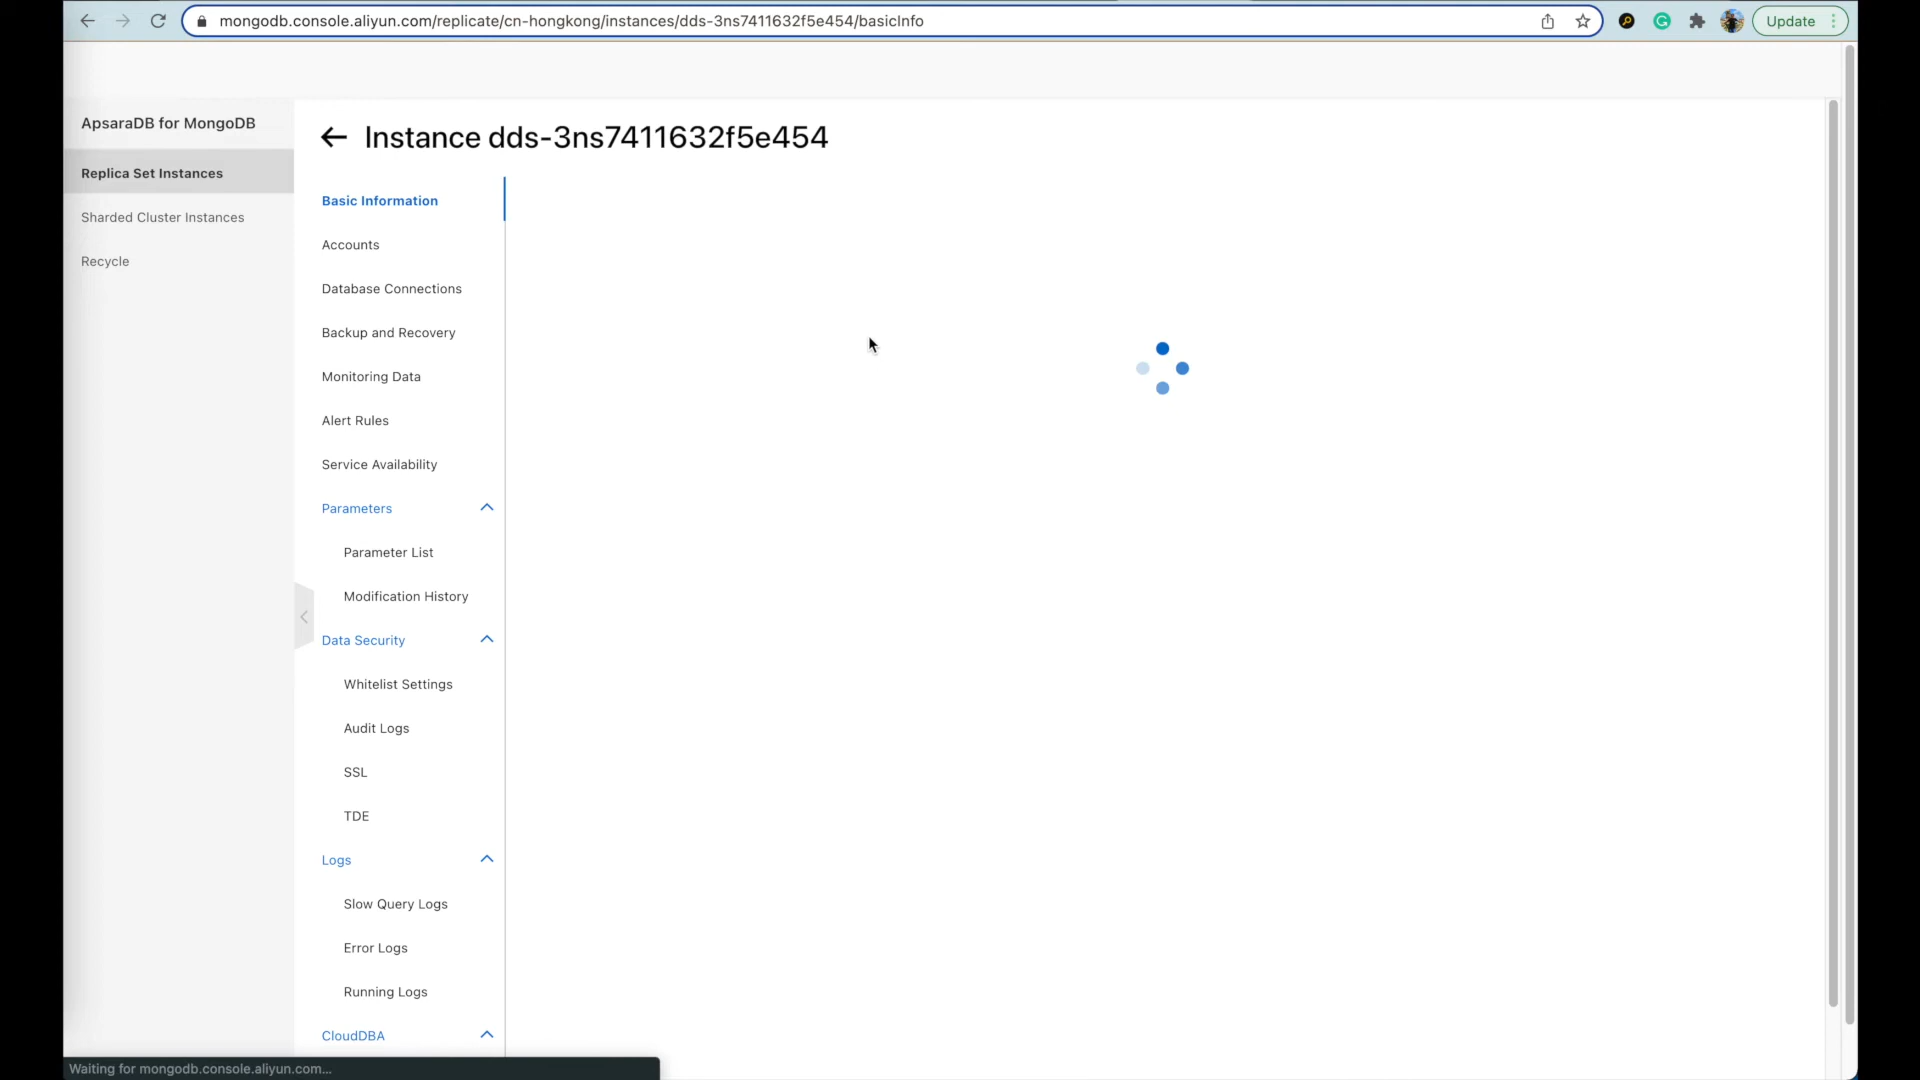 mongodb.console.aliyun.com/replicate/cn-hongkong/instances/dds-3ns7411632f5e454/basicInfo
Update
ApsaraDB for MongoDB
Replica Set Instances
Sharded Cluster Instances
Recycle
Instance dds-3ns7411632f5e454
Basic Information
Accounts
Database Connections
Backup and Recovery
Monitoring Data
Alert Rules
Service Availability
Parameters
Parameter List
Modification History
Data Security
Whitelist Settings
Audit Logs
SSL
TDE
Logs
Slow Query Logs
Error Logs
Running Logs
CloudDBA
Waiting for mongodb.console.aliyun.com...